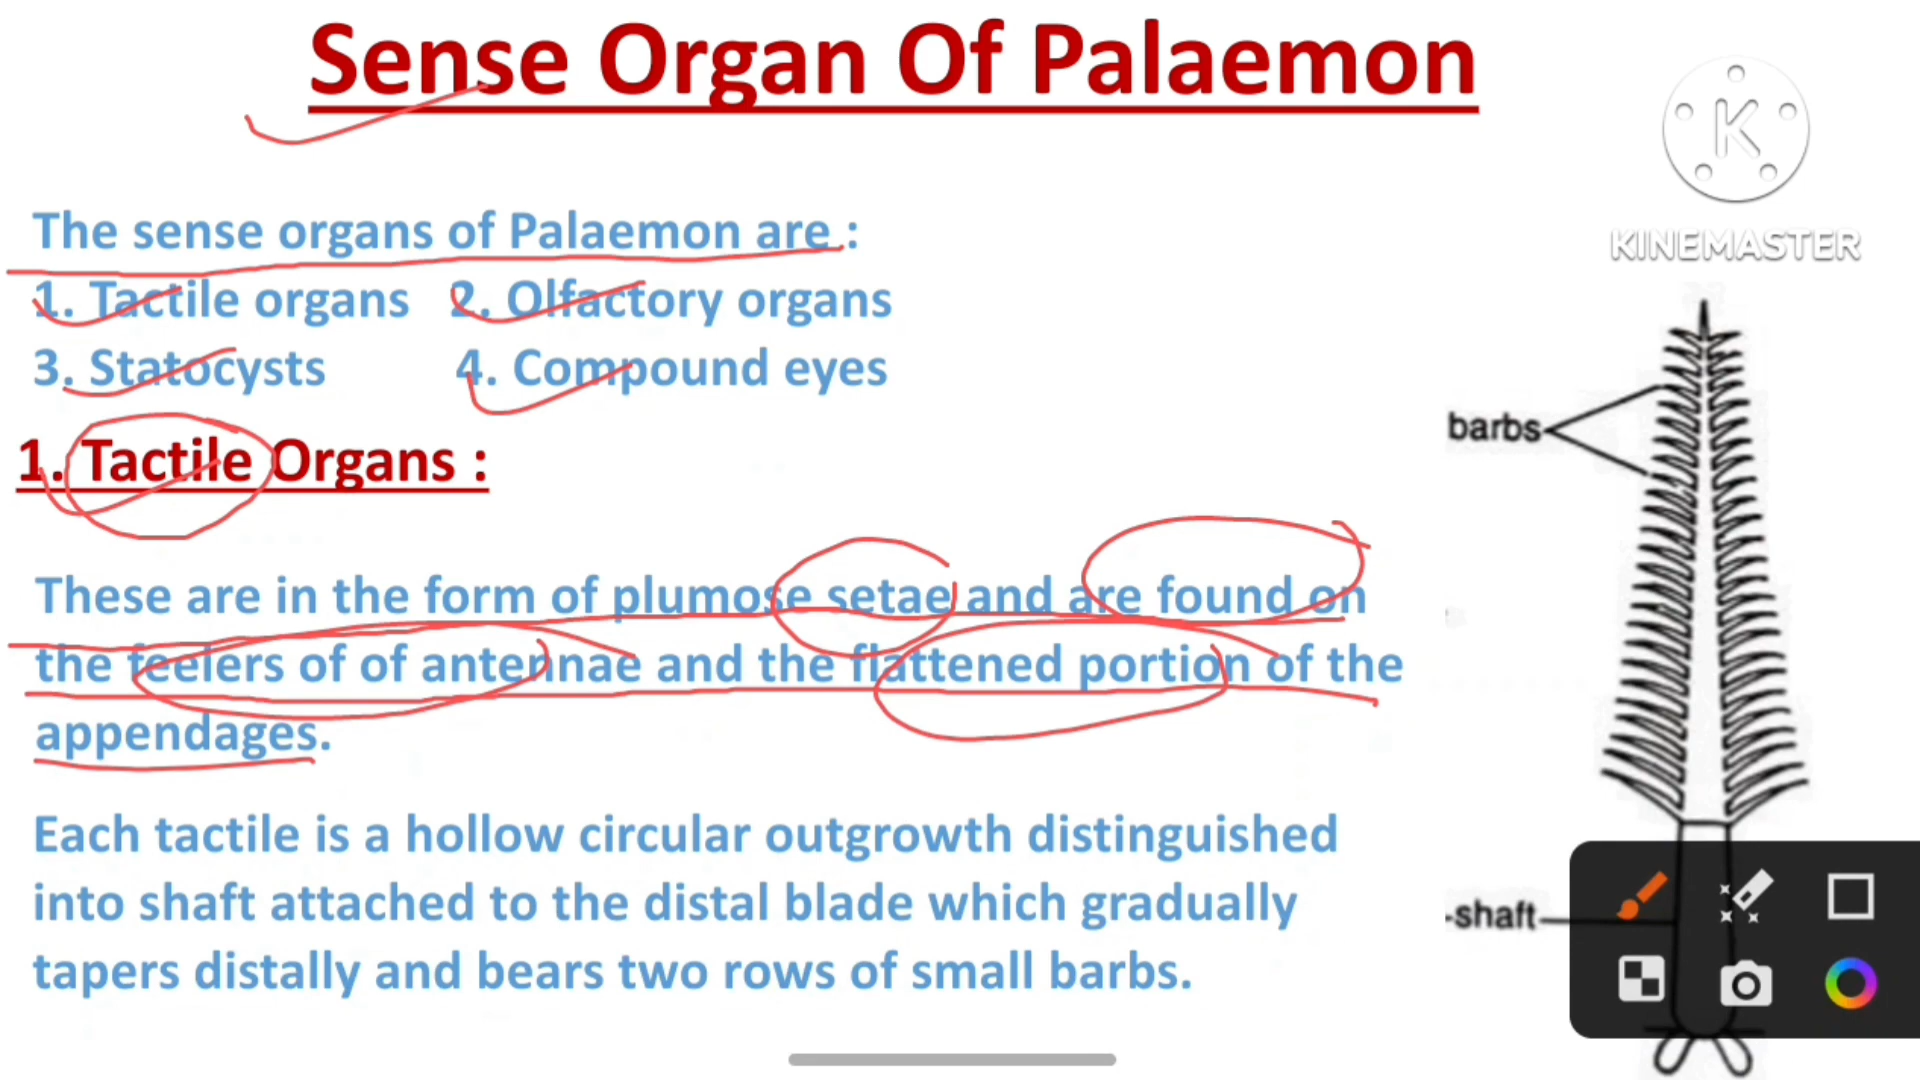 Sense Organ Of Palaemon
K
KINEMASTER
The sense organs of Palaemon are :
1. Tactile organs 2. Olfactory organs
3. Statocysts 4. Compound eyes
1. Tactile Organs :
These are in the form of plumose setae and are found on
the feelers of of antennae and the flattened portion of the
appendages.
Each tactile is a hollow circular outgrowth distinguished
into shaft attached to the distal blade which gradually
tapers distally and bears two rows of small barbs.
barbs
-shaft